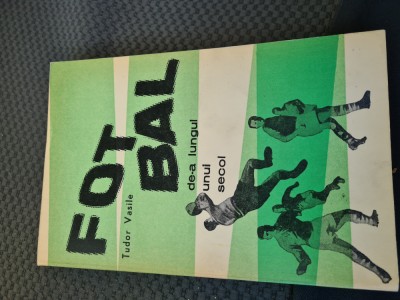 FOT
BAL
Tudor Vasile
de-a lungul
unui
secol